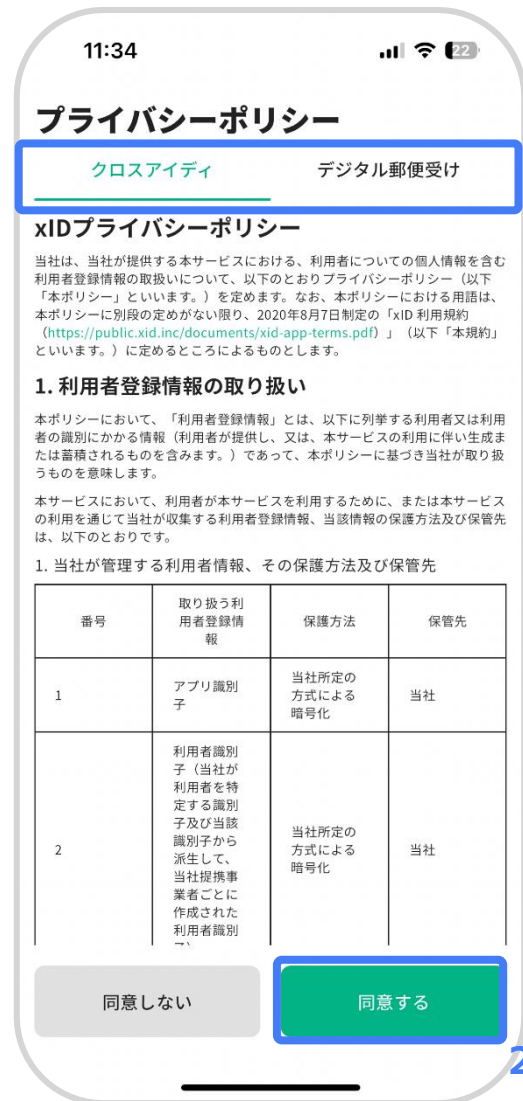 11:34
22
プライバシーポリシー
クロスアイディ デジタル郵便受け
xIDプライバシーポリシー
当社は、当社が提供する本サービスにおける、利用者についての個人情報を含む
利用者登録情報の取扱いについて、以下のとおりプライバシーポリシー（以下
「本ポリシー」といいます。）を定めます。なお、本ポリシーにおける用語は、
本ポリシーに別段の定めがない限り、2020年8月7日制定の「xID 利用規約
（https://public.xid.inc/documents/xid-app-terms.pdf）」（以下「本規約」
といいます。）に定めるところによるものとします。
1. 利用者登録情報の取り扱い
本ポリシーにおいて、「利用者登録情報」とは、以下に列挙する利用者又は利用
者の識別にかかる情報（利用者が提供し、又は、本サービスの利用に伴い生成ま
たは蓄積されるものを含みます。）であって、本ポリシーに基づき当社が取り扱
うものを意味します。
本サービスにおいて、利用者が本サービスを利用するために、または本サービス
の利用を通じて当社が収集する利用者登録情報、当該情報の保護方法及び保管先
は、以下のとおりです。
1. 当社が管理する利用者情報、その保護方法及び保管先
番号
取り扱う利
用者登録情
報
保護方法
保管先
1
アプリ識別
子
当社所定の
方式による
暗号化
当社
2
利用者識別
子（当社が
利用者を特
定する識別
子及び当該
識別子から
派生して、
当社提携事
業者ごとに
作成された
利用者識別
当社所定の
方式による
暗号化
当社
同意しない
同意する
2